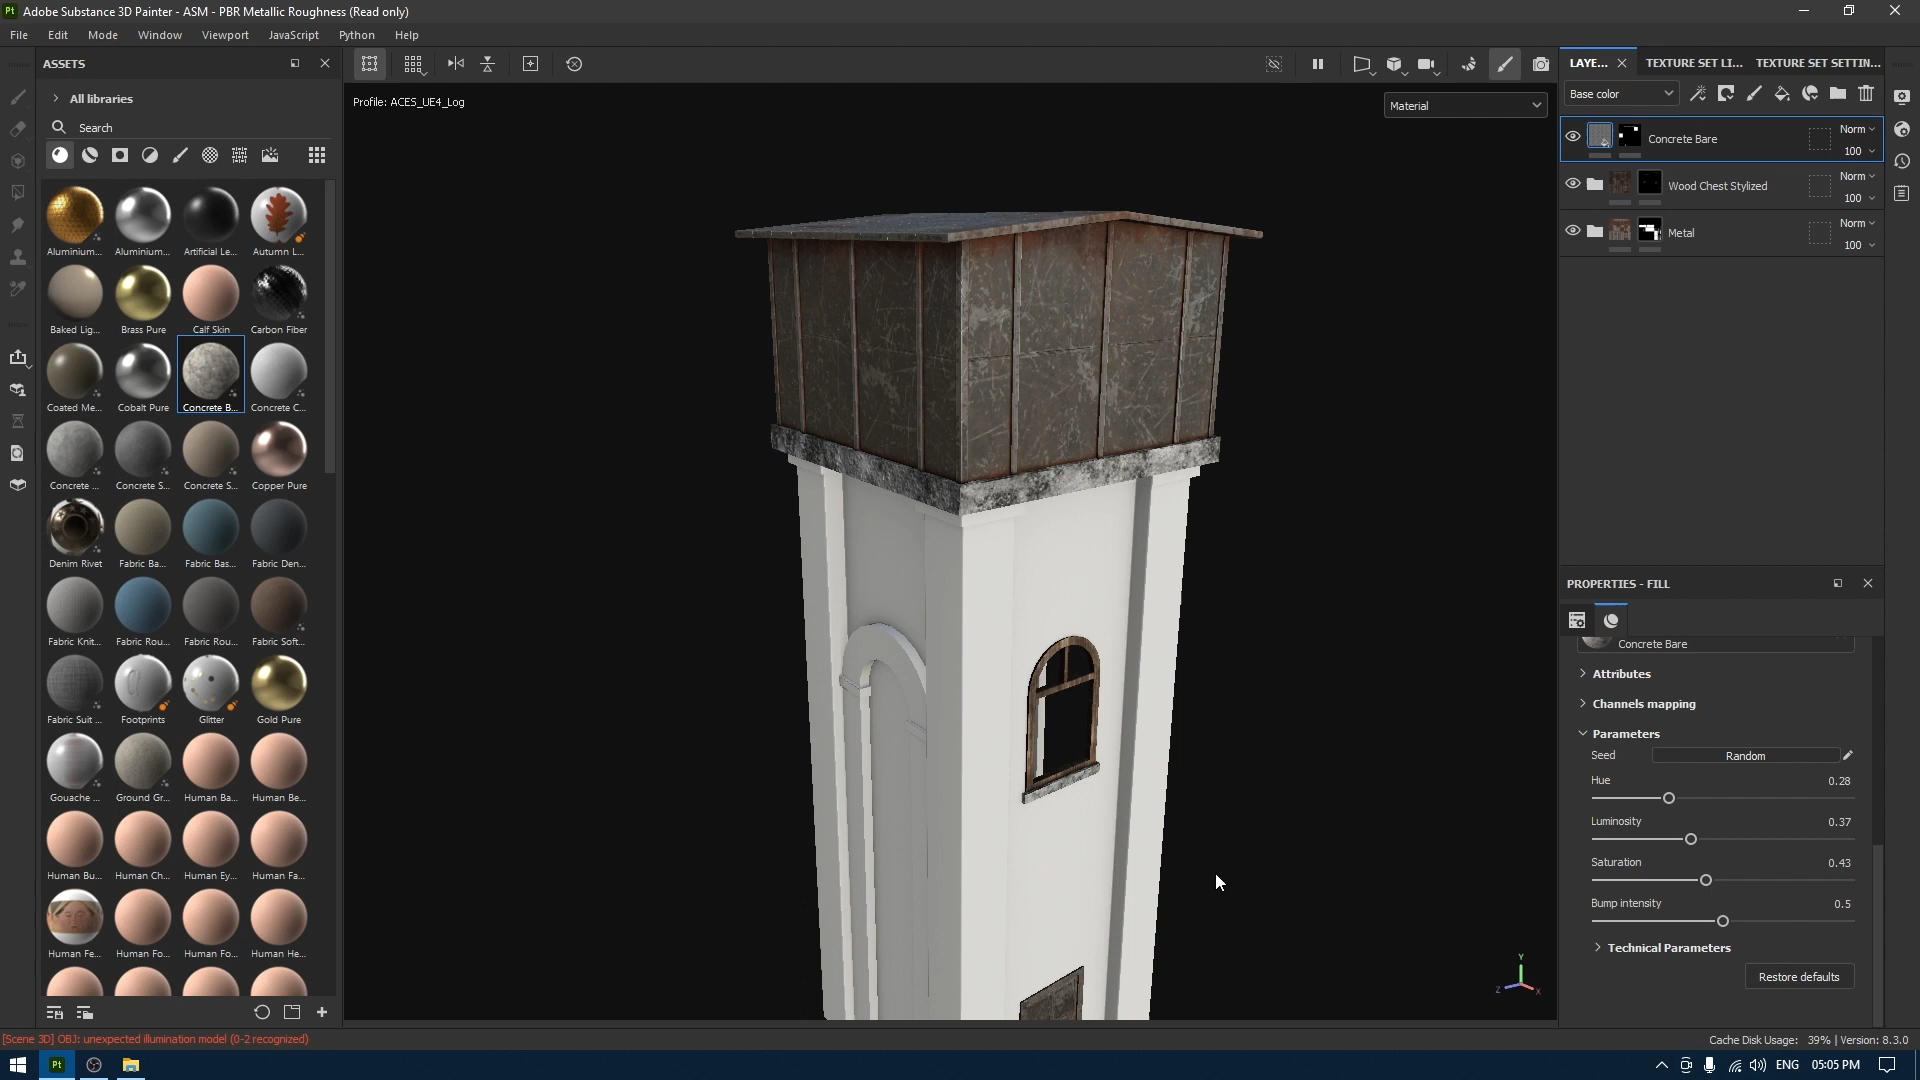 Pt Adobe Substance 3D Painter - ASM - PBR Metallic Roughness (Read only)
File Edit Mode Window Viewport JavaScript Python Help
ASSETS
All libraries
Search
Aluminium... Aluminium... Artificial Le... Autumn L...
Baked Lig... Brass Pure Calf Skin Carbon Fiber
Coated Me... Cobalt Pure Concrete B... Concrete C...
Concrete ... Concrete S... Concrete S... Copper Pure
Denim Rivet Fabric Ba... Fabric Bas... Fabric Den...
Fabric Knit... Fabric Rou... Fabric Rou... Fabric Soft...
Fabric Suit ... Footprints Glitter Gold Pure
Gouache ... Ground Gr... Human Ba... Human Be...
Human Bu... Human Ch... Human Ey... Human Fa...
Human Fe... Human Fo... Human Fo... Human He...
Profile: ACES_UE4_Log
Material
Y
Z
X
LAYE... TEXTURE SET LI... TEXTURE SET SETTIN...
Base color
Concrete Bare Norm 100
Wood Chest Stylized Norm 100
Metal Norm 100
PROPERTIES - FILL
Concrete Bare
Attributes
Channels mapping
Parameters
Seed Random
Hue 0.28
Luminosity 0.37
Saturation 0.43
Bump intensity 0.5
Technical Parameters
Restore defaults
[Scene 3D] OBJ: unexpected illumination model (0-2 recognized)
Cache Disk Usage: 39% | Version: 8.3.0
Pt
ENG 05:05 PM